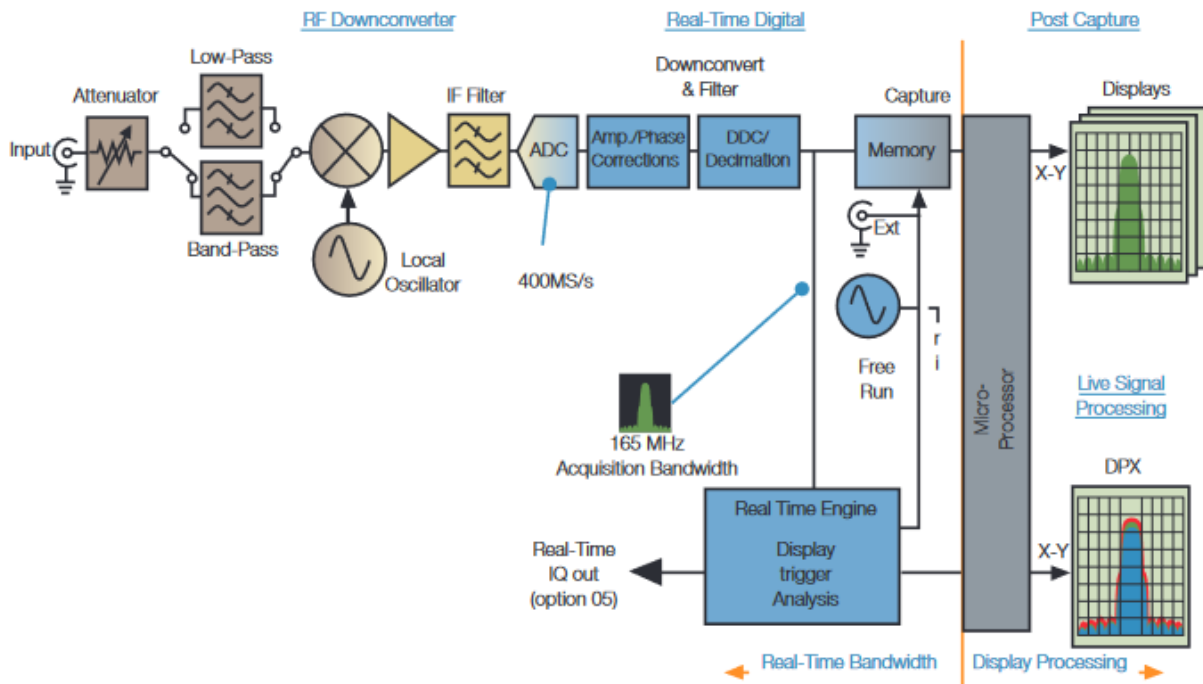 RF Downconverter
Real-Time Digital
Post Capture
Low-Pass
Attenuator
Input
Band-Pass
Local
Oscillator
IF Filter
ADC
400MS/s
Amp./Phase
Corrections
Downconvert
& Filter
DDC/
Decimation
Capture
Memory
Ext
Free
Run
r
i
165 MHz
Acquisition Bandwidth
Real Time Engine
Display
trigger
Analysis
Real-Time
IQ out
(option 05)
Micro-
Processor
Displays
X-Y
Live Signal
Processing
DPX
X-Y
Real-Time Bandwidth
Display Processing